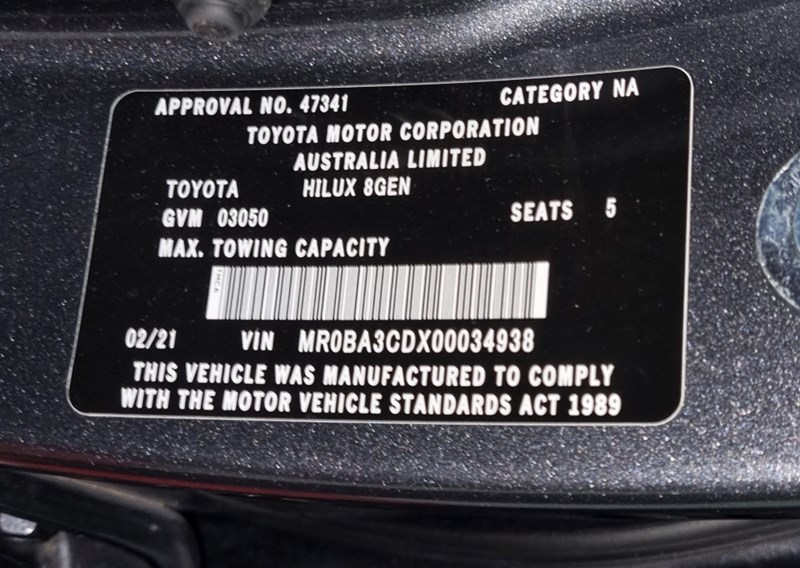 APPROVAL NO. 47341 CATEGORY NA
TOYOTA MOTOR CORPORATION
AUSTRALIA LIMITED
TOYOTA HILUX 8GEN
GVM 03050 SEATS 5
MAX. TOWING CAPACITY
TMCA
02/21 VIN MR0BA3CDX00034938
THIS VEHICLE WAS MANUFACTURED TO COMPLY
WITH THE MOTOR VEHICLE STANDARDS ACT 1989